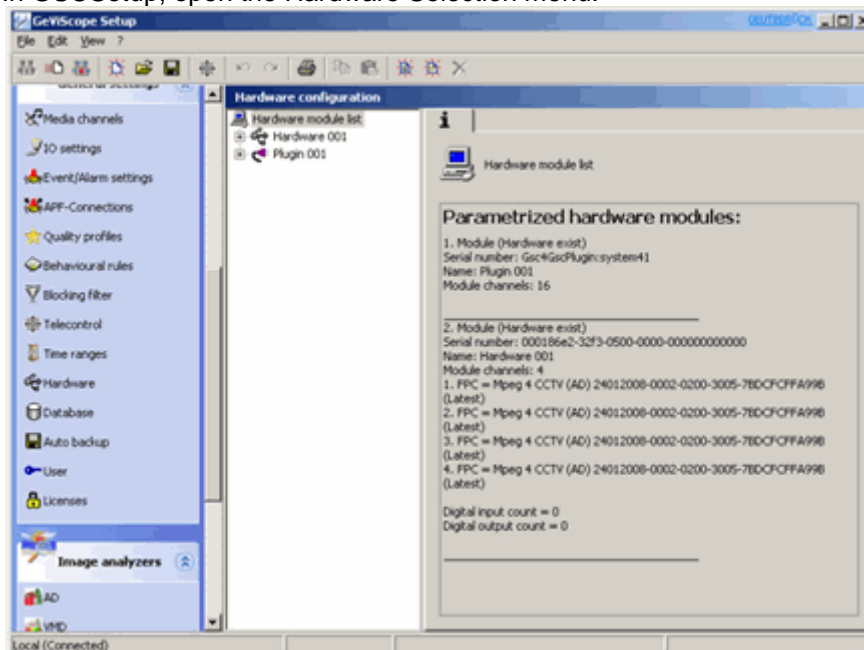 in GSCSetup, open the Hardware Selection menu.
GeViScope Setup
DEUTSCH
File Edit View ?
General settings
Media channels
IO settings
Event/Alarm settings
APF-Connections
Quality profiles
Behavioural rules
Blocking filter
Telecontrol
Time ranges
Hardware
Database
Auto backup
User
Licenses
Image analyzers
AD
VMD
Hardware configuration
Hardware module list
Hardware 001
Plugin 001
i
Hardware module list
Parametrized hardware modules:
1. Module (Hardware exist)
Serial number: Gsc4GscPlugin:system41
Name: Plugin 001
Module channels: 16
2. Module (Hardware exist)
Serial number: 000186e2-32f3-0500-0000-000000000000
Name: Hardware 001
Module channels: 4
1. FPC = Mpeg 4 CCTV (AD) 24012008-0002-0200-3005-7BDCFCFFA99B
(Latest)
2. FPC = Mpeg 4 CCTV (AD) 24012008-0002-0200-3005-7BDCFCFFA99B
(Latest)
3. FPC = Mpeg 4 CCTV (AD) 24012008-0002-0200-3005-7BDCFCFFA99B
(Latest)
4. FPC = Mpeg 4 CCTV (AD) 24012008-0002-0200-3005-7BDCFCFFA99B
(Latest)
Digital input count = 0
Digital output count = 0
Local (Connected)